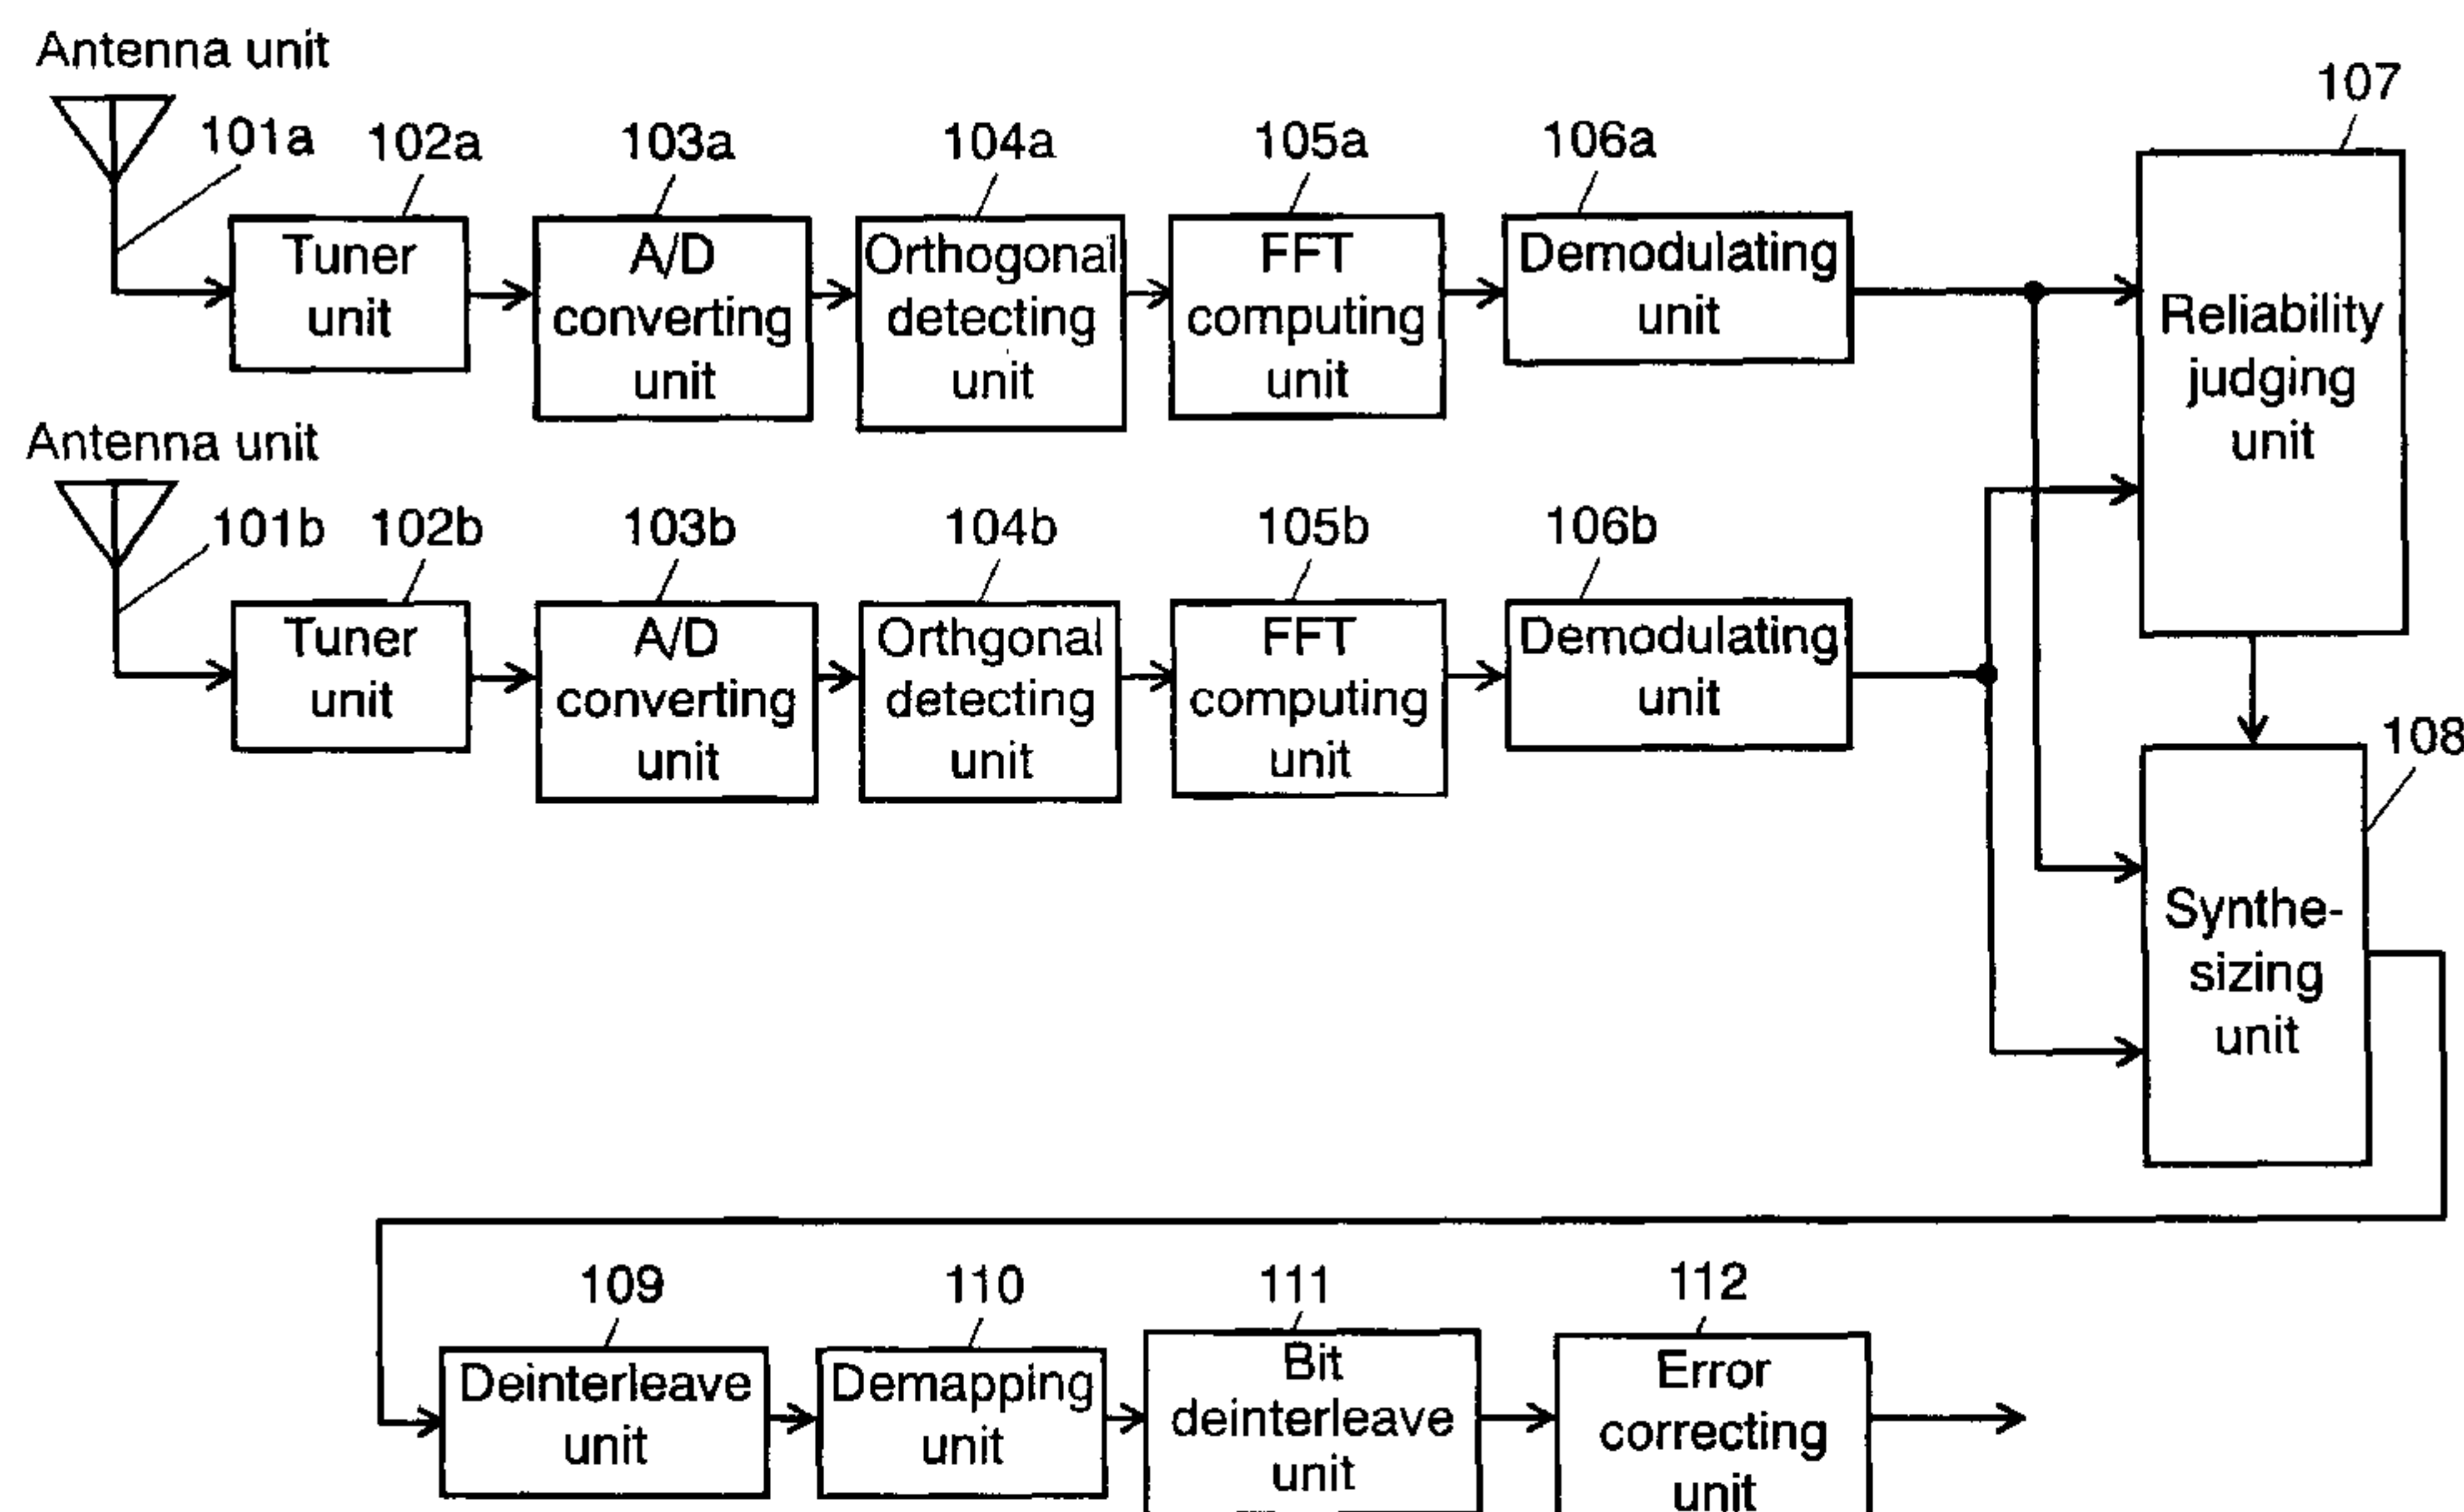 Antenna unit
107
101a
102a
103a
104a
105a
106a
Tuner
unit
A/D
converting
unit
Orthogonal
detecting
unit
FFT
computing
unit
Demodulating
unit
Reliability
judging
unit
Antenna unit
101b
102b
103b
104b
105b
106b
Tuner
unit
A/D
converting
unit
Orthgonal
detecting
unit
FFT
computing
unit
Demodulating
unit
108
Synthe-
sizing
unit
109
110
111
112
Deinterleave
unit
Demapping
unit
Bit
deinterleave
unit
Error
correcting
unit